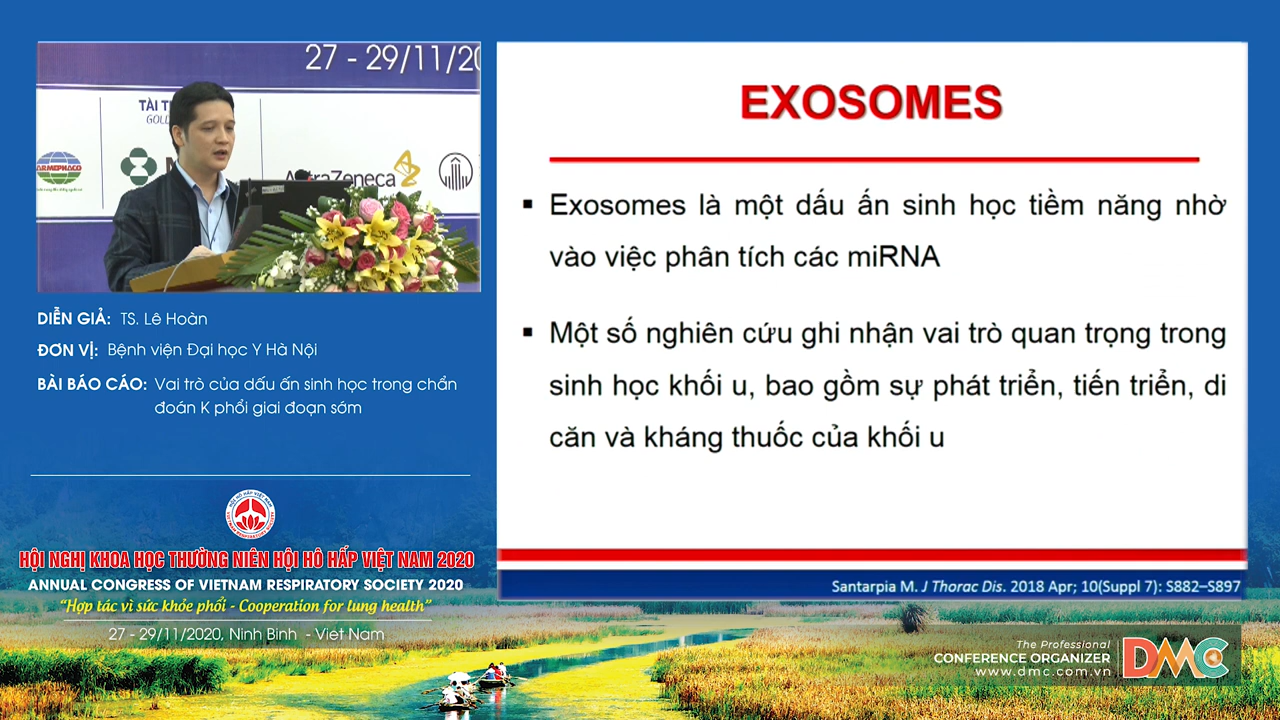 27 - 29/11/20
TÀI T
GOLD
ARMEPHACO
AstraZeneca
DIỄN GIẢ: TS. Lê Hoàn
ĐƠN VỊ: Bệnh viện Đại học Y Hà Nội
BÀI BÁO CÁO: Vai trò của dấu ấn sinh học trong chẩn
đoán K phổi giai đoạn sớm
HỘI NGHỊ KHOA HỌC THƯỜNG NIÊN HỘI HÔ HẤP VIỆT NAM 2020
ANNUAL CONGRESS OF VIETNAM RESPIRATORY SOCIETY 2020
“Hợp tác vì sức khỏe phổi - Cooperation for lung health”
27 - 29/11/2020, Ninh Binh - Viet Nam
EXOSOMES
▪ Exosomes là một dấu ấn sinh học tiềm năng nhờ
vào việc phân tích các miRNA
▪ Một số nghiên cứu ghi nhận vai trò quan trọng trong
sinh học khối u, bao gồm sự phát triển, tiến triển, di
căn và kháng thuốc của khối u
Santarpia M. J Thorac Dis. 2018 Apr; 10(Suppl 7): S882–S897
The Professional
CONFERENCE ORGANIZER
www.dmc.com.vn
DMC